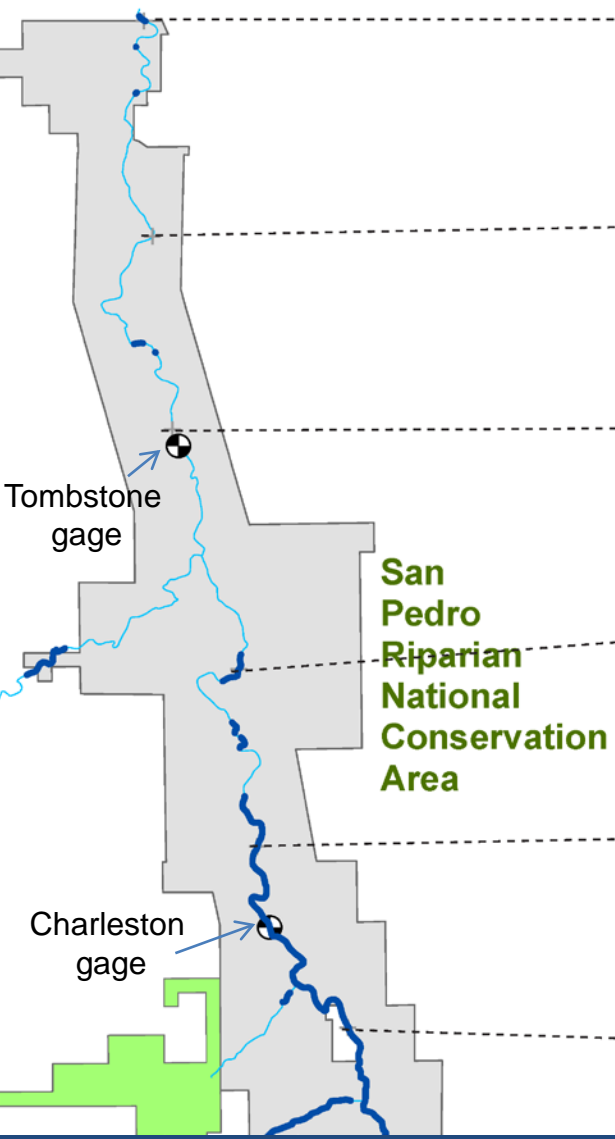 Tombstone
gage
San
Pedro
Riparian
National
Conservation
Area
Charleston
gage